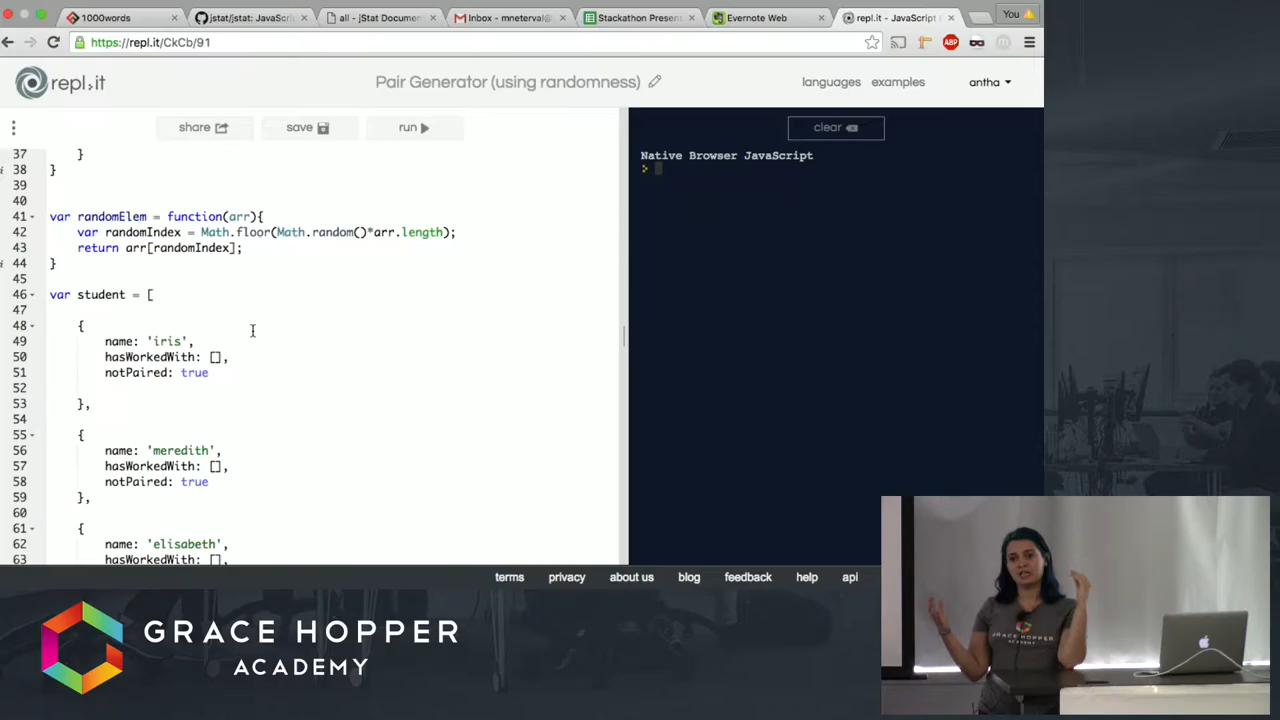 1000words
jstat/jstat: JavaScri
all - jStat Documen
Inbox - mneterval@
Stackathon Present
Evernote Web
repl.it - JavaScript
You
https://repl.it/CkCb/91
repl.it
Pair Generator (using randomness)
languages
examples
antha
share
save
run
clear
37 }
38 }
39
40
41 var randomElem = function(arr){
42 var randomIndex = Math.floor(Math.random()*arr.length);
43 return arr[randomIndex];
44 }
45
46 var student = [
47
48 {
49 name: 'iris',
50 hasWorkedWith: [],
51 notPaired: true
52
53 },
54
55 {
56 name: 'meredith',
57 hasWorkedWith: [],
58 notPaired: true
59 },
60
61 {
62 name: 'elisabeth',
63 hasWorkedWith: [],
Native Browser JavaScript
>
terms
privacy
about us
blog
feedback
help
api
GRACE HOPPER
ACADEMY
GRACE HOPPER